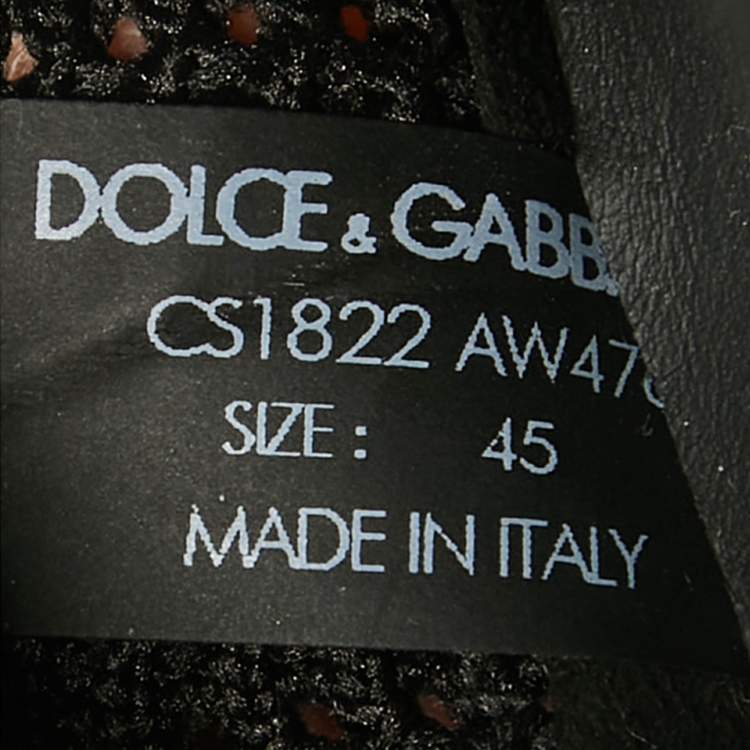 DOLCE & GABB
CS1822 AW47
SIZE: 45
MADE IN ITALY